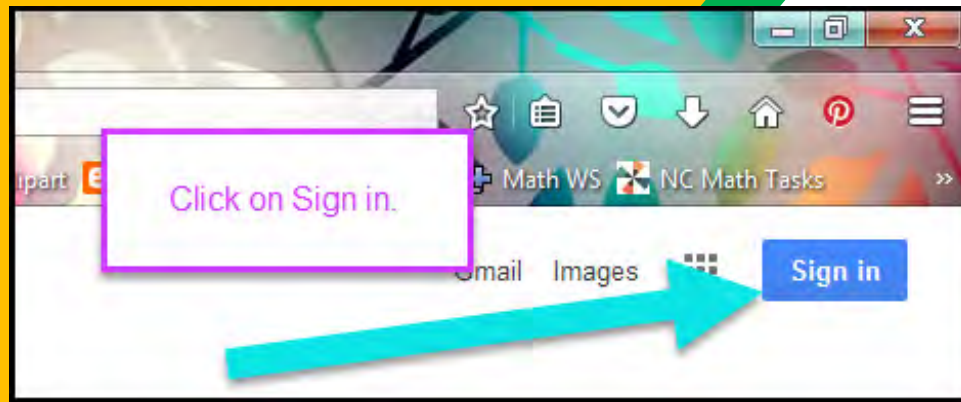 ipart
Math WS NC Math Tasks »
Click on Sign in.
Gmail Images Sign in